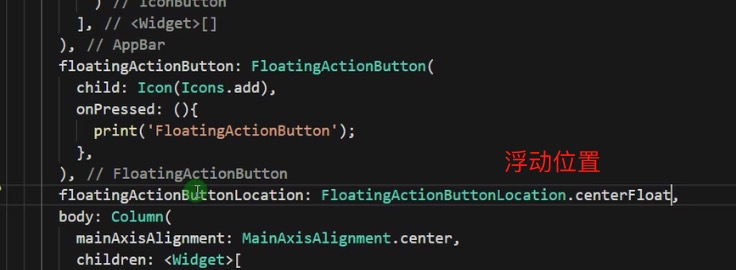 ) // IconButton
], // <Widget>[]
), // AppBar
floatingActionButton: FloatingActionButton(
child: Icon(Icons.add),
onPressed: (){
print('FloatingActionButton');
},
), // FloatingActionButton
浮动位置
floatingActionButtonLocation: FloatingActionButtonLocation.centerFloat,
body: Column(
mainAxisAlignment: MainAxisAlignment.center,
children: <Widget>[